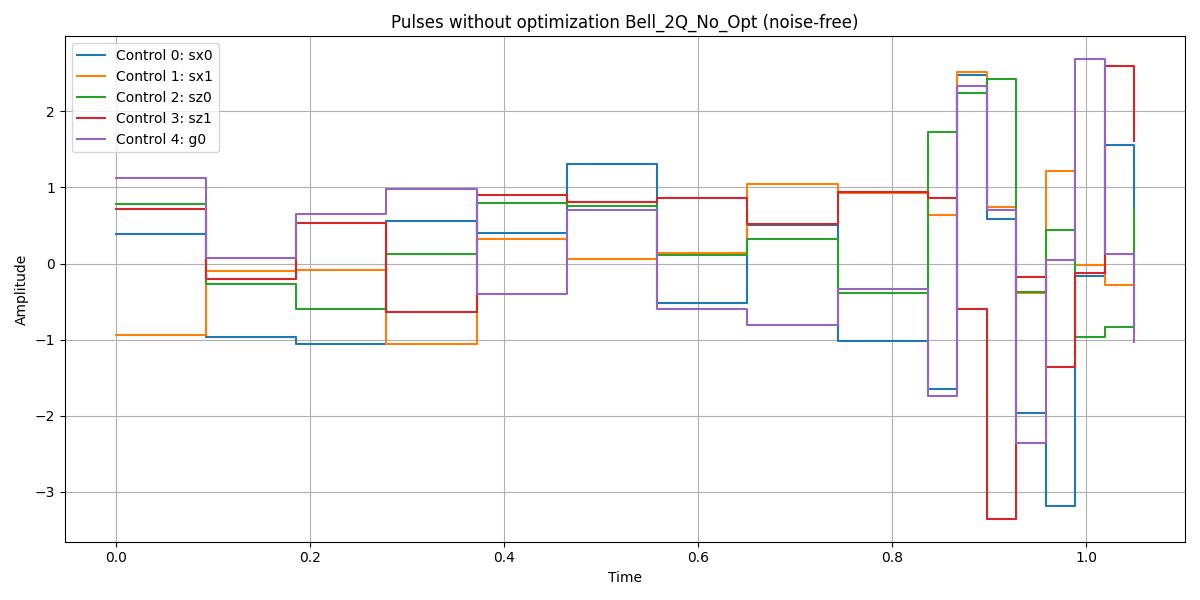 Pulses without optimization Bell_2Q_No_Opt (noise-free)
Control 0: sx0
Control 1: sx1
Control 2: sz0
Control 3: sz1
Control 4: g0
Amplitude
2
1
0
−1
−2
−3
0.0 0.2 0.4 0.6 0.8 1.0
Time